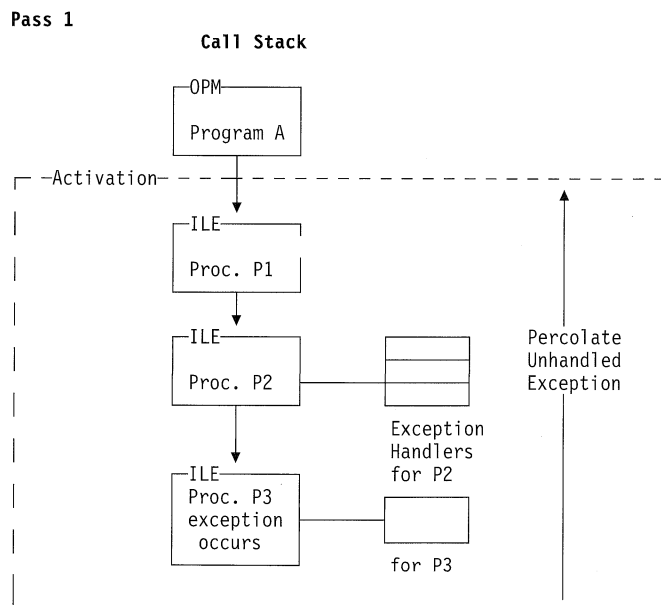 Pass 1
Call Stack
OPM
Program A
Activation
ILE
Proc. P1
ILE
Proc. P2
Exception
Handlers
for P2
Percolate
Unhandled
Exception
ILE
Proc. P3
exception
occurs
for P3